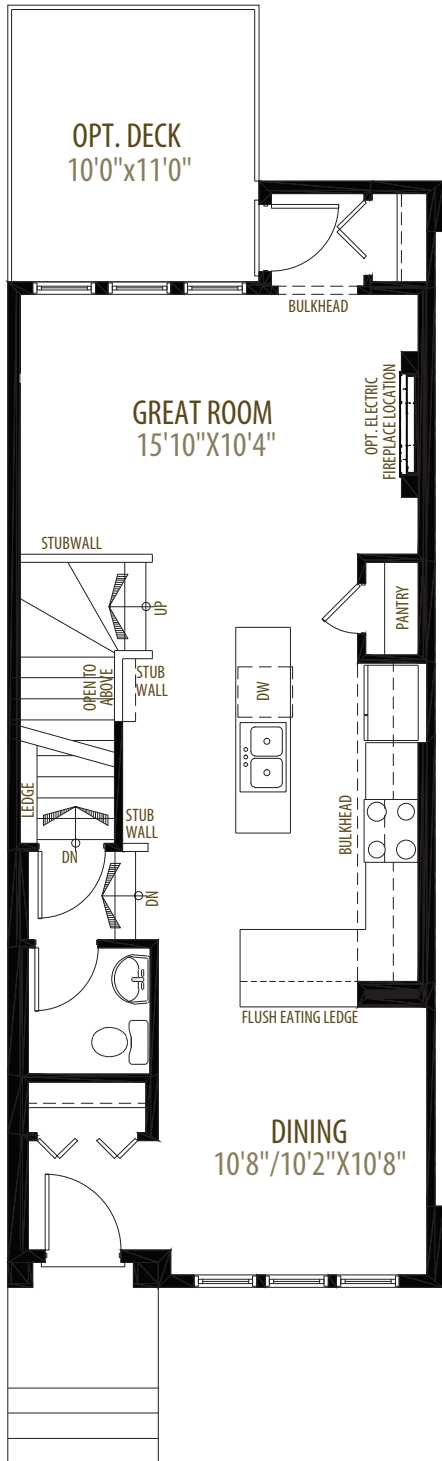 OPT. DECK
10'0"x11'0"
BULKHEAD
GREAT ROOM
15'10"X10'4"
OPT. ELECTRIC
FIREPLACE LOCATION
STUBWALL
UP
PANTRY
OPEN TO
ABOVE
STUB
WALL
DW
LEDGE
STUB
WALL
BULKHEAD
DN
DN
FLUSH EATING LEDGE
DINING
10'8"/10'2"X10'8"